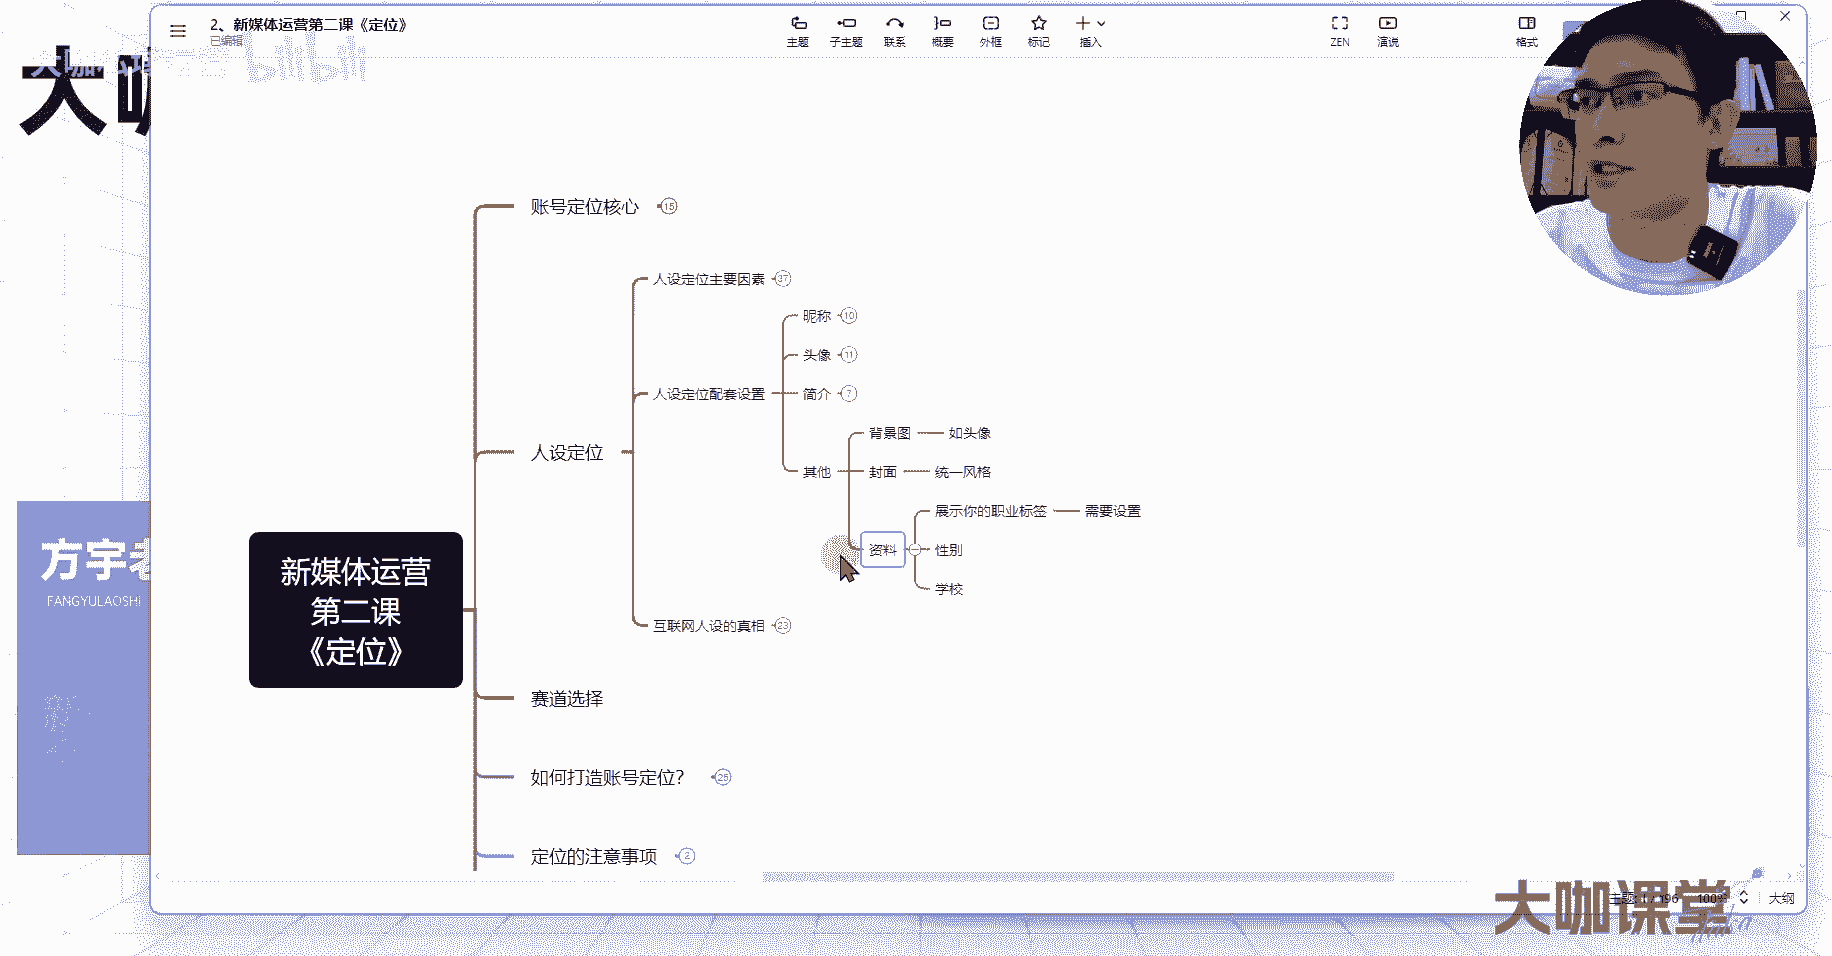 2、新媒体运营第二课《定位》
已编辑
主题
子主题
联系
概要
外框
标记
插入
ZEN
演说
格式
大咖
bilibili
账号定位核心 15
人设定位主要因素 37
昵称 10
头像 11
人设定位配套设置
简介 7
背景图
如头像
人设定位
其他
封面
统一风格
展示你的职业标签
需要设置
资料
性别
学校
方宇老
FANGYULAOSHI
新媒体运营
第二课
《定位》
互联网人设的真相 23
赛道选择
如何打造账号定位？ 25
定位的注意事项 2
大咖课堂
100%
大纲